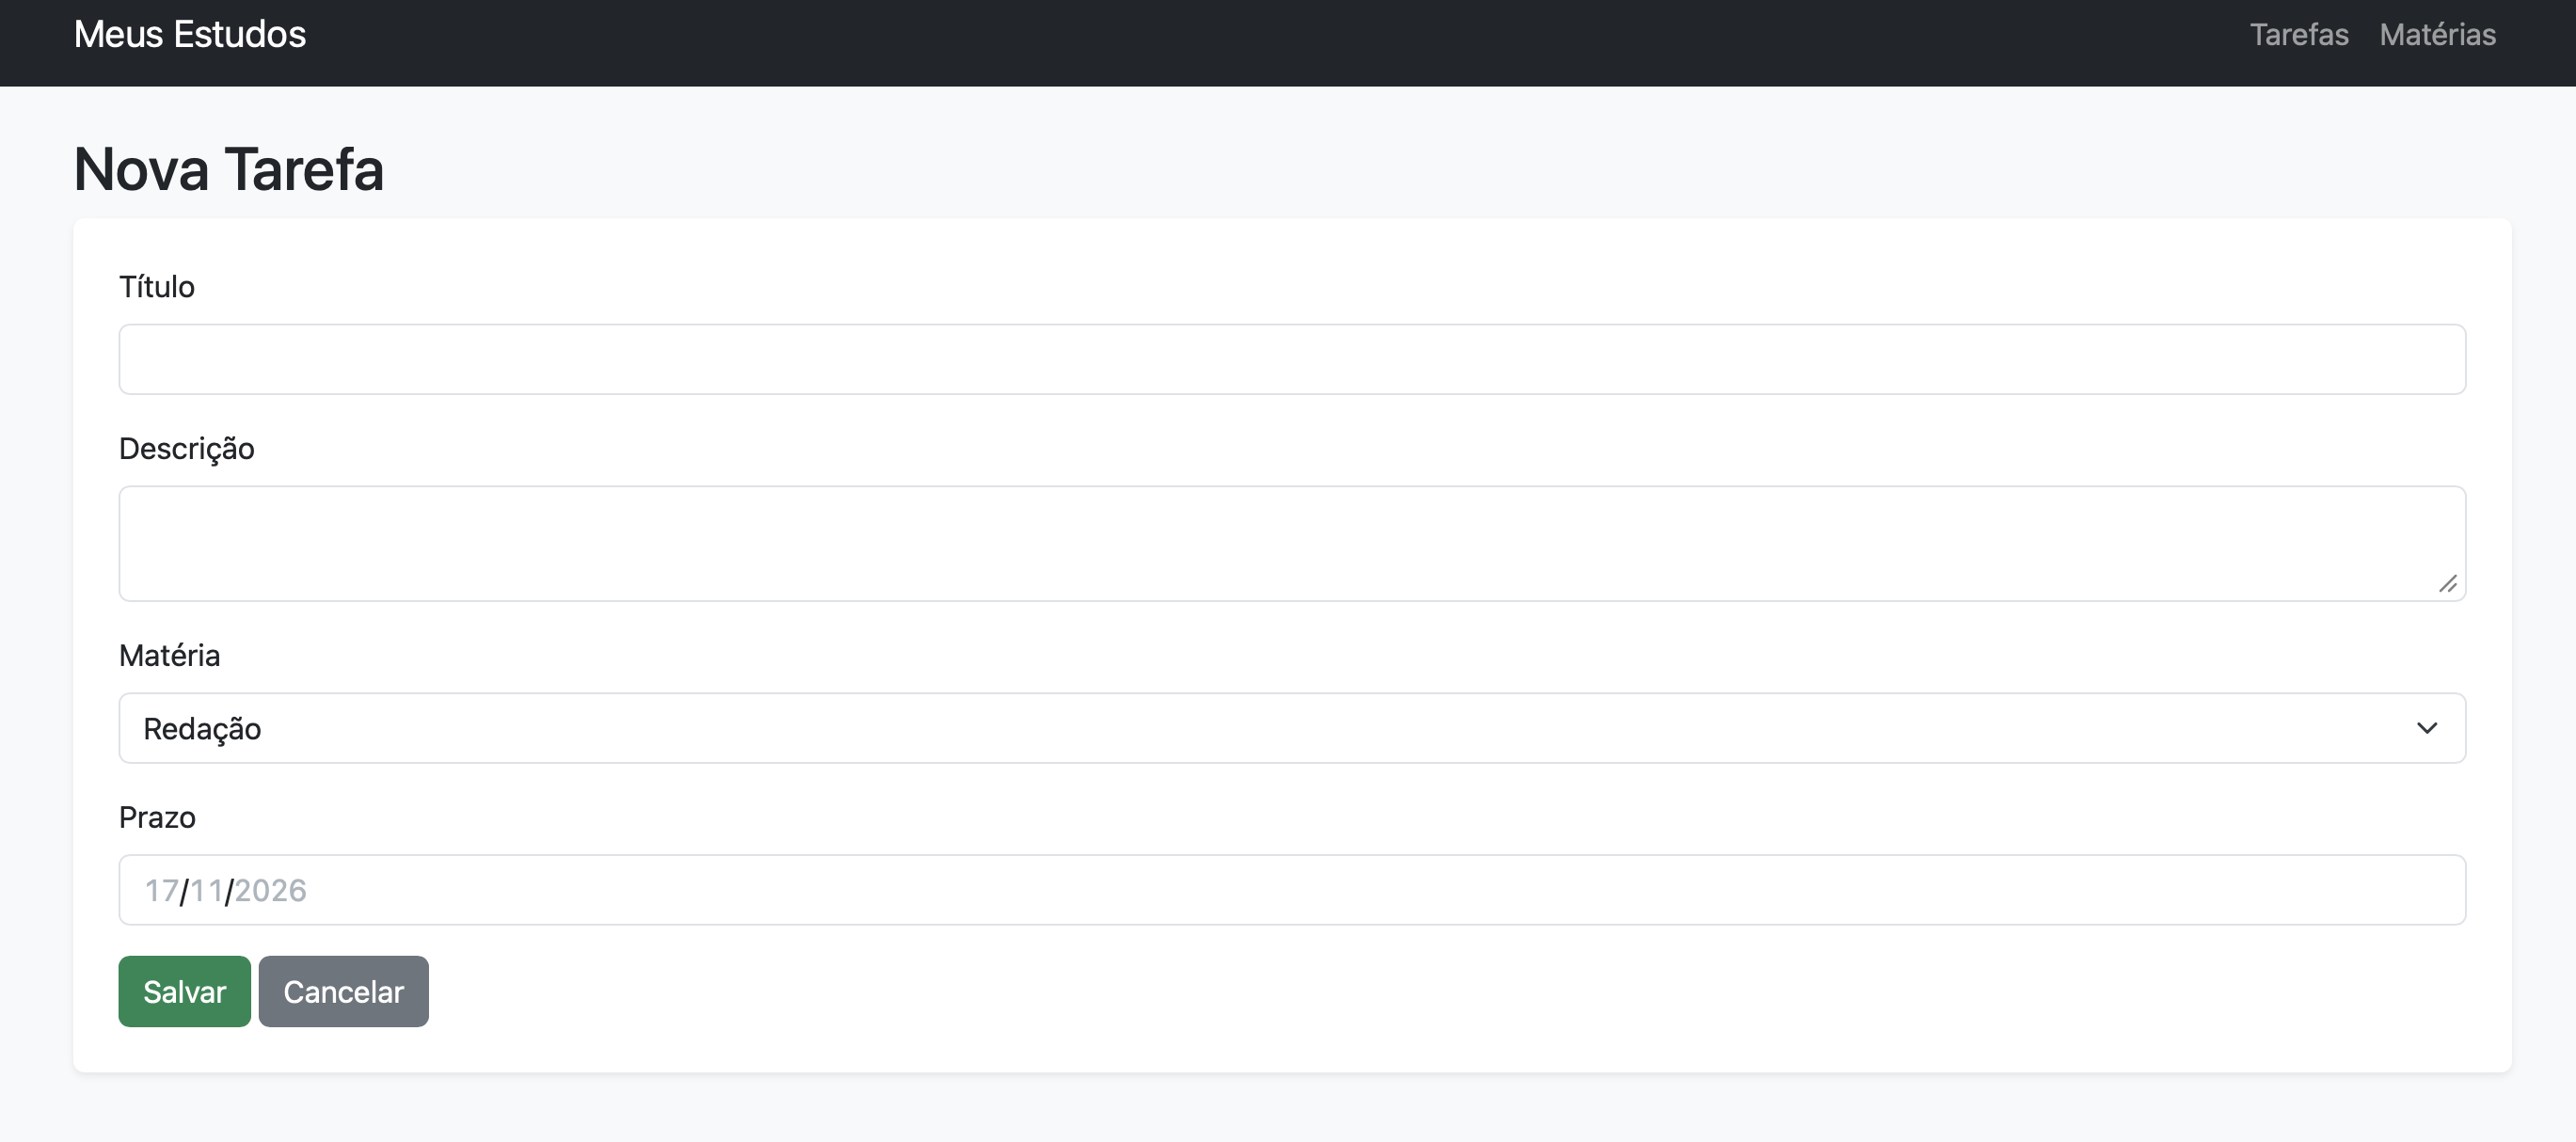 Meus Estudos
Tarefas Matérias
Nova Tarefa
Título
Descrição
Matéria
Redação
Prazo
17/11/2026
Salvar Cancelar